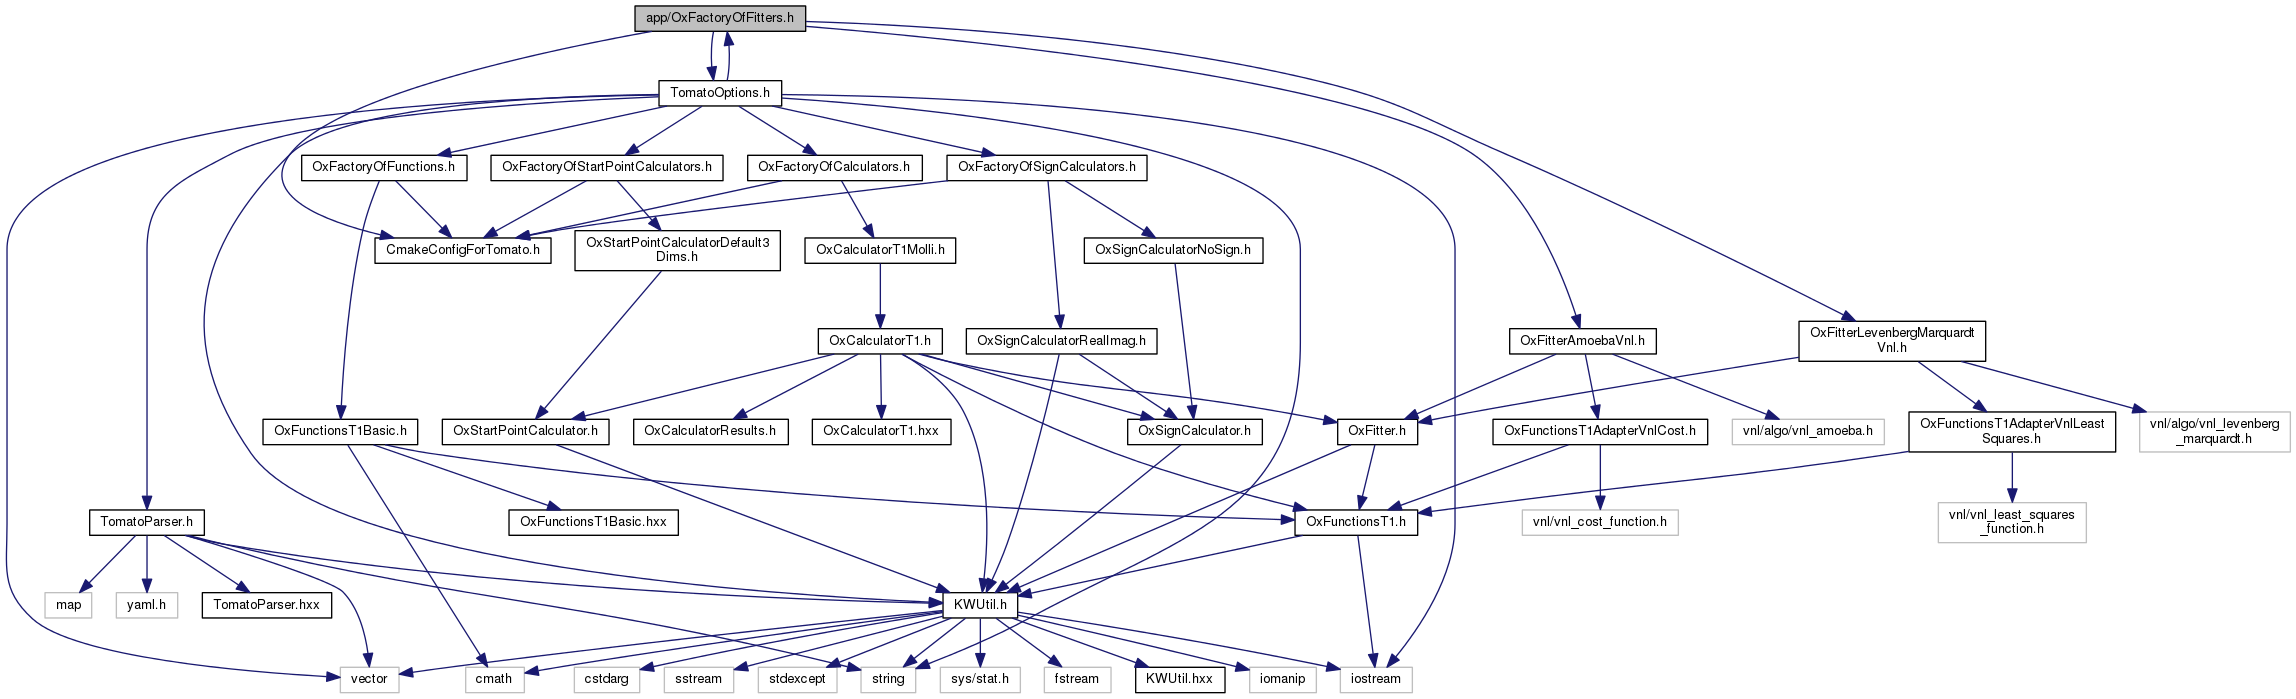 app/OxFactoryOfFitters.h
TomatoOptions.h
OxFactoryOfFunctions.h
OxFactoryOfStartPointCalculators.h
OxFactoryOfCalculators.h
OxFactoryOfSignCalculators.h
CmakeConfigForTomato.h
OxStartPointCalculatorDefault3
Dims.h
OxCalculatorT1Molli.h
OxSignCalculatorNoSign.h
OxCalculatorT1.h
OxSignCalculatorRealImag.h
OxFitterAmoebaVnl.h
OxFitterLevenbergMarquardt
Vnl.h
OxFunctionsT1Basic.h
OxStartPointCalculator.h
OxCalculatorResults.h
OxCalculatorT1.hxx
OxSignCalculator.h
OxFitter.h
OxFunctionsT1AdapterVnlCost.h
vnl/algo/vnl_amoeba.h
OxFunctionsT1AdapterVnlLeast
Squares.h
vnl/algo/vnl_levenberg
_marquardt.h
TomatoParser.h
OxFunctionsT1Basic.hxx
OxFunctionsT1.h
vnl/vnl_cost_function.h
vnl/vnl_least_squares
_function.h
map
yaml.h
TomatoParser.hxx
KWUtil.h
vector
cmath
cstdarg
sstream
stdexcept
string
sys/stat.h
fstream
KWUtil.hxx
iomanip
iostream